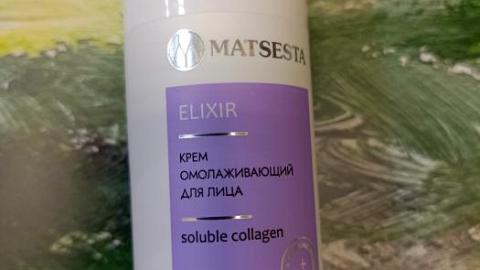 MATSESTA
ELIXIR
КРЕМ
ОМОЛАЖИВАЮЩИЙ
ДЛЯ ЛИЦА
soluble collagen